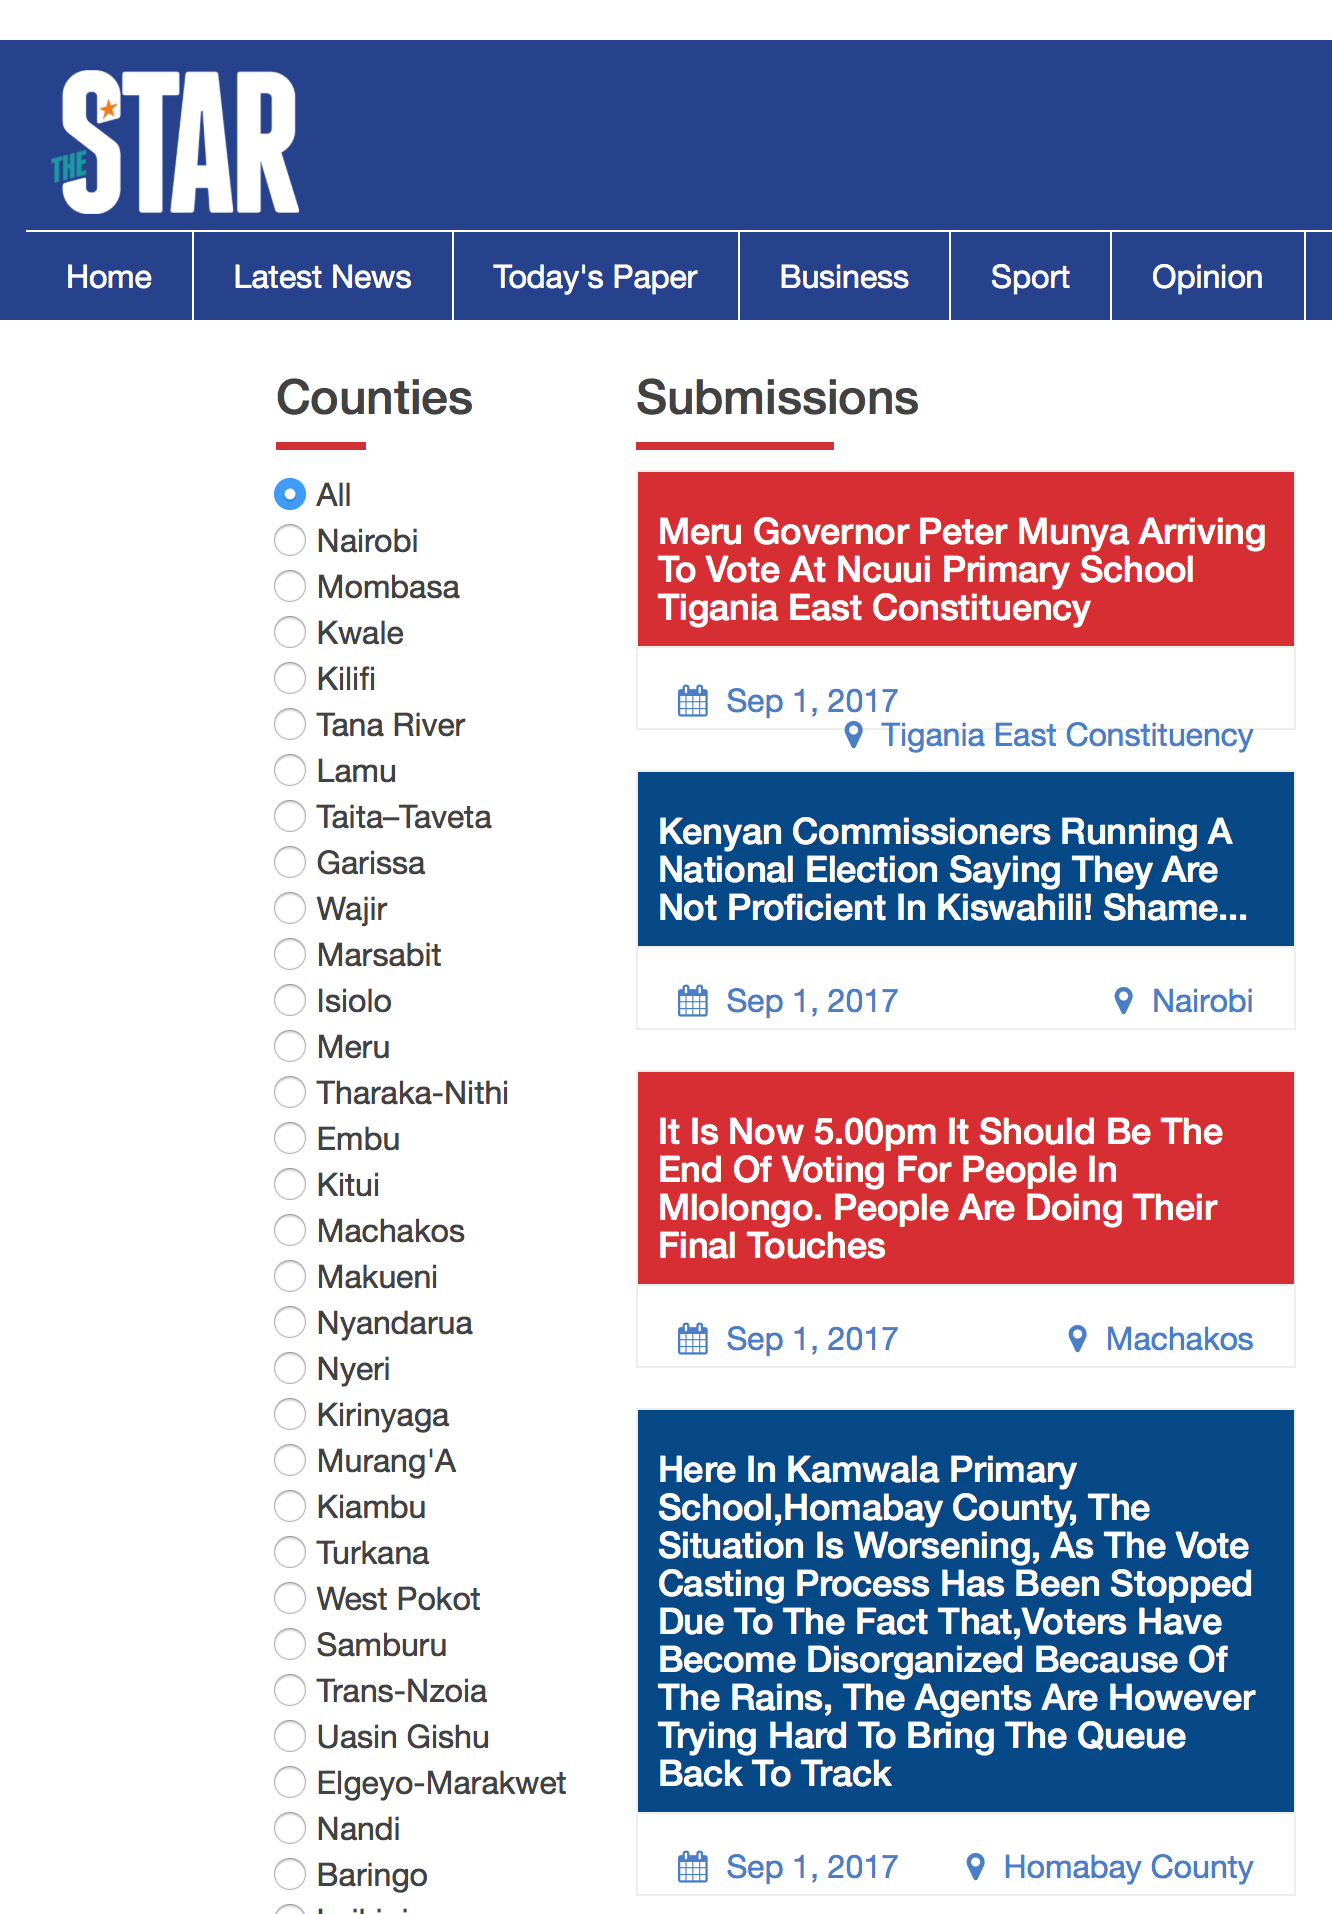 THE STAR
Home
Latest News
Today's Paper
Business
Sport
Opinion
Counties
All
Nairobi
Mombasa
Kwale
Kilifi
Tana River
Lamu
Taita–Taveta
Garissa
Wajir
Marsabit
Isiolo
Meru
Tharaka-Nithi
Embu
Kitui
Machakos
Makueni
Nyandarua
Nyeri
Kirinyaga
Murang'A
Kiambu
Turkana
West Pokot
Samburu
Trans-Nzoia
Uasin Gishu
Elgeyo-Marakwet
Nandi
Baringo
Submissions
Meru Governor Peter Munya Arriving
To Vote At Ncuui Primary School
Tigania East Constituency
Sep 1, 2017
Tigania East Constituency
Kenyan Commissioners Running A
National Election Saying They Are
Not Proficient In Kiswahili! Shame...
Sep 1, 2017
Nairobi
It Is Now 5.00pm It Should Be The
End Of Voting For People In
Mlolongo. People Are Doing Their
Final Touches
Sep 1, 2017
Machakos
Here In Kamwala Primary
School,Homabay County, The
Situation Is Worsening, As The Vote
Casting Process Has Been Stopped
Due To The Fact That,Voters Have
Become Disorganized Because Of
The Rains, The Agents Are However
Trying Hard To Bring The Queue
Back To Track
Sep 1, 2017
Homabay County